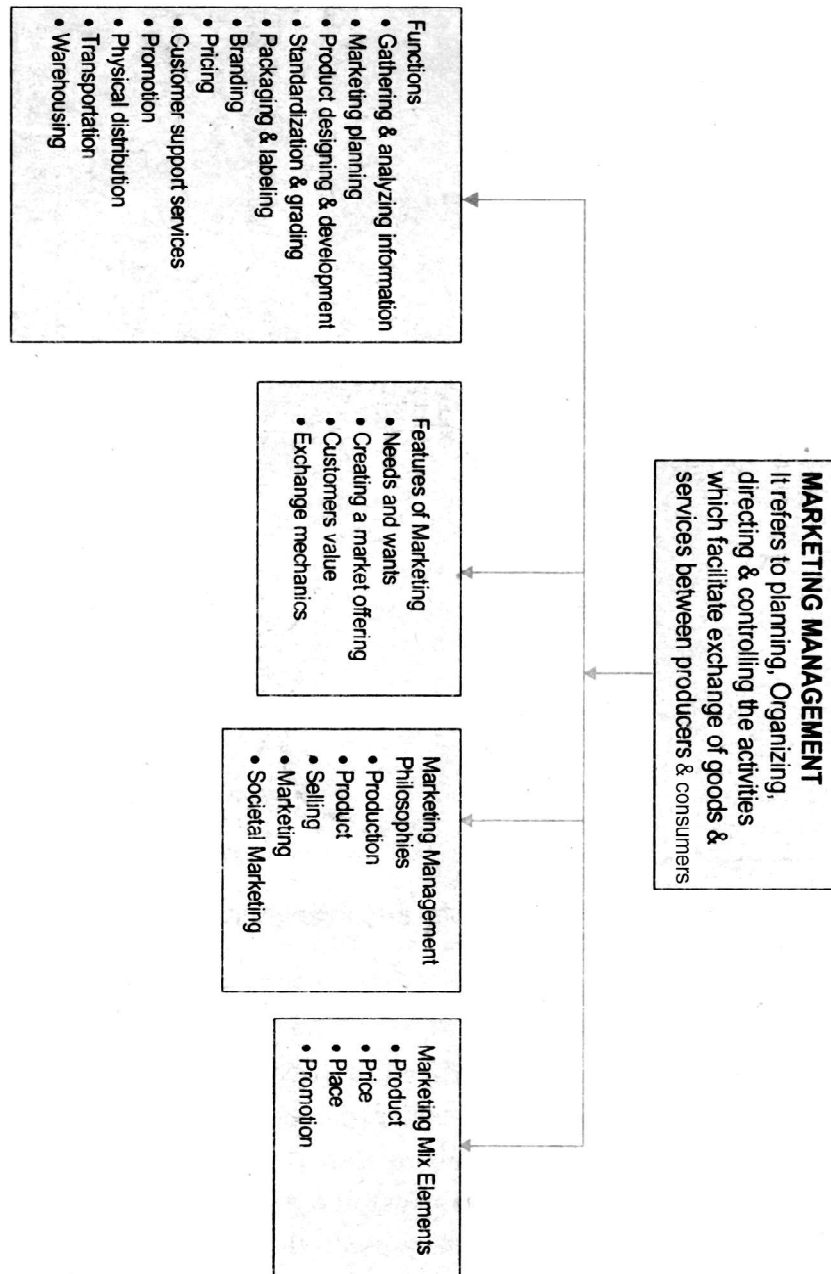 MARKETING MANAGEMENT
It refers to planning, Organizing,
directing & controlling the activities
which facilitate exchange of goods &
services between producers & consumers
Functions
• Gathering & analyzing information
• Marketing planning
• Product designing & development
• Standardization & grading
• Packaging & labeling
• Branding
• Pricing
• Customer support services
• Promotion
• Physical distribution
• Transportation
• Warehousing
Features of Marketing
• Needs and wants
• Creating a market offering
• Customers value
• Exchange mechanics
Marketing Management
Philosophies
• Production
• Product
• Selling
• Marketing
• Societal Marketing
Marketing Mix Elements
• Product
• Price
• Place
• Promotion